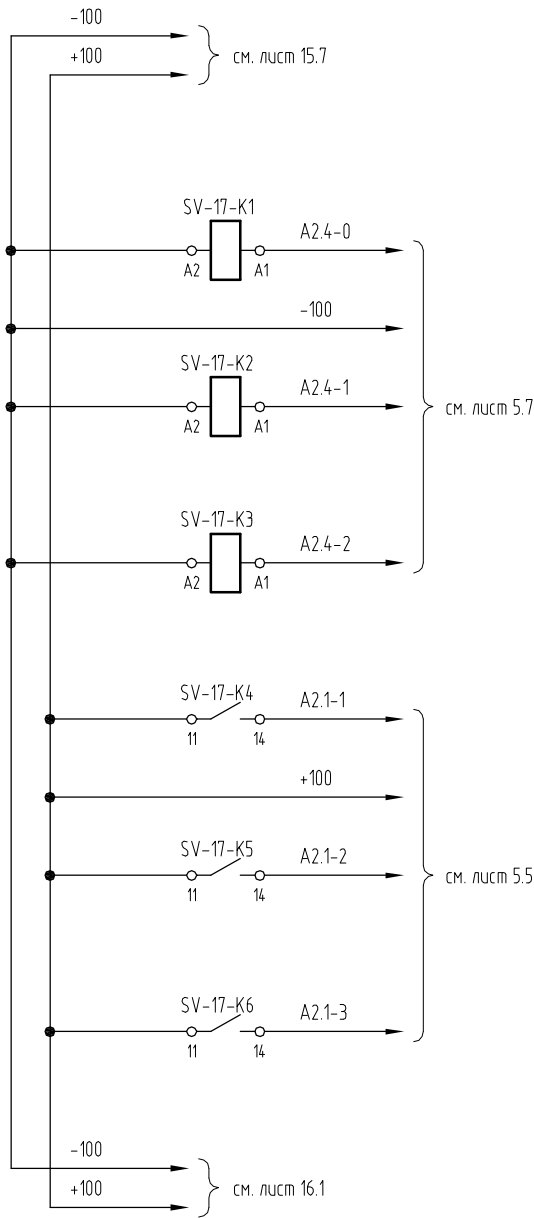 -100
+100
см. лист 15.7
SV-17-K1
A2.4-0
A2
A1
-100
SV-17-K2
A2.4-1
A2
A1
см. лист 5.7
SV-17-K3
A2.4-2
A2
A1
SV-17-K4
A2.1-1
11
14
+100
SV-17-K5
A2.1-2
11
14
см. лист 5.5
SV-17-K6
A2.1-3
11
14
-100
+100
см. лист 16.1